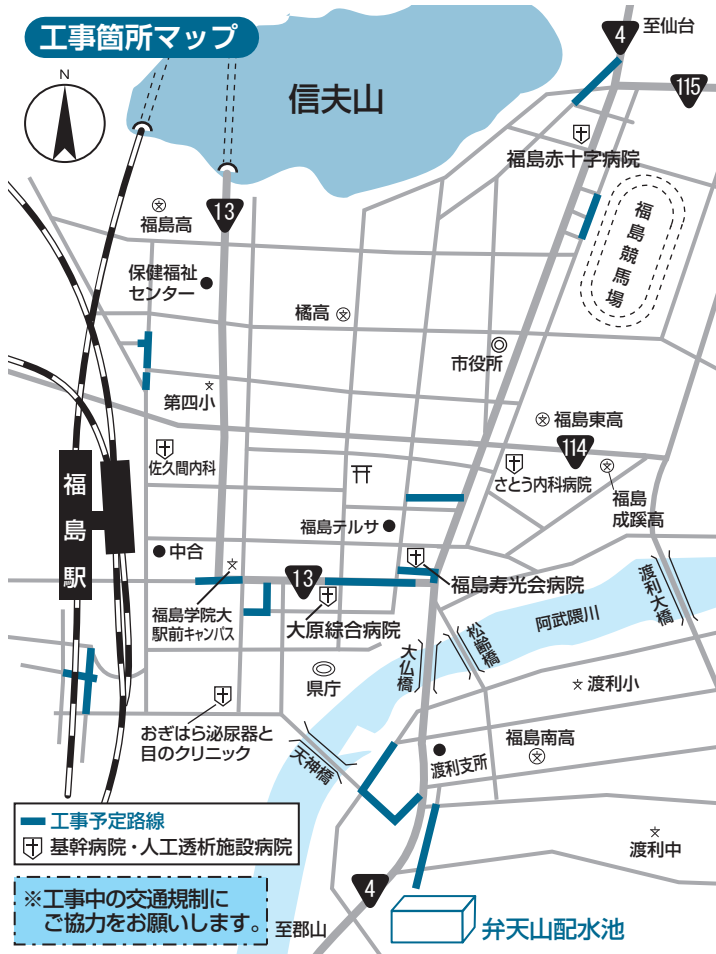 工事箇所マップ
4
至仙台
N
信夫山
115
福島赤十字病院
13
福島高
福島競馬場
保健福祉
センター
橘高
市役所
第四小
福島東高
114
佐久間内科
さとう内科病院
福島
成蹊高
福島駅
福島テルサ
中合
13
福島寿光会病院
渡利大橋
福島学院大
駅前キャンパス
大原綜合病院
阿武隈川
松齢橋
大仏橋
県庁
渡利小
おぎはら泌尿器と
目のクリニック
天神橋
渡利支所
福島南高
工事予定路線
基幹病院・人工透析施設病院
渡利中
※工事中の交通規制に
ご協力をお願いします。
4
至郡山
弁天山配水池